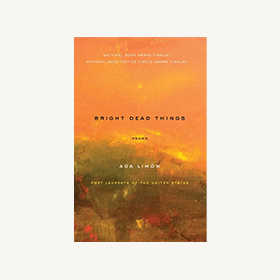 NATIONAL BOOK AWARD FINALIST
NATIONAL BOOK CRITICS CIRCLE AWARD FINALIST
BRIGHT DEAD THINGS
POEMS
ADA LIMÓN
POET LAUREATE OF THE UNITED STATES